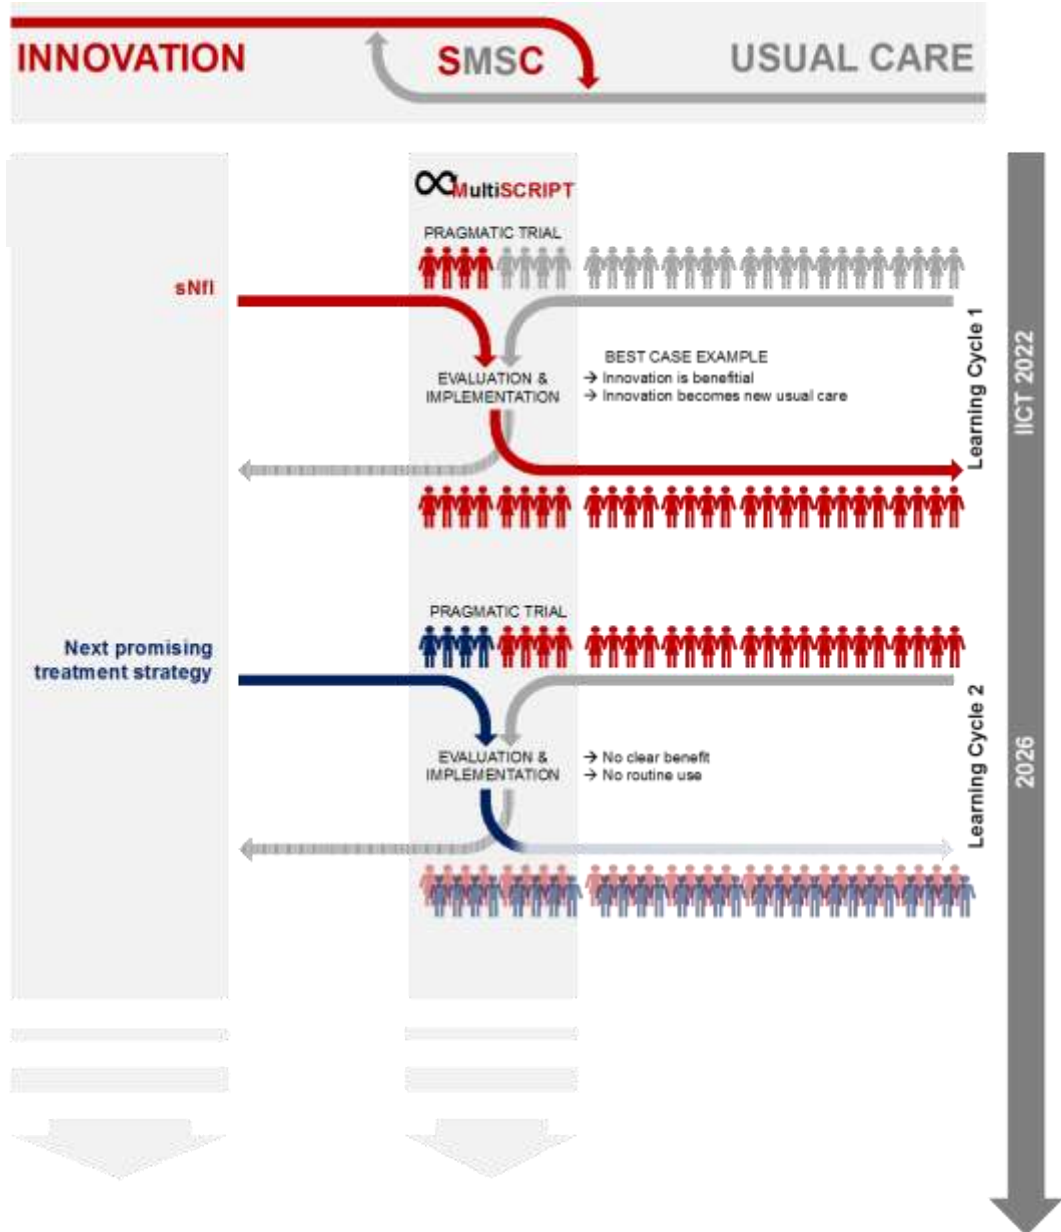 INNOVATION
SMSC
USUAL CARE
MultiSCRIPT
PRAGMATIC TRIAL
sNfl
EVALUATION &
IMPLEMENTATION
BEST CASE EXAMPLE
→ Innovation is benefitial
→ Innovation becomes new usual care
Learning Cycle 1
IICT 2022
PRAGMATIC TRIAL
Next promising
treatment strategy
EVALUATION &
IMPLEMENTATION
→ No clear benefit
→ No routine use
Learning Cycle 2
2026